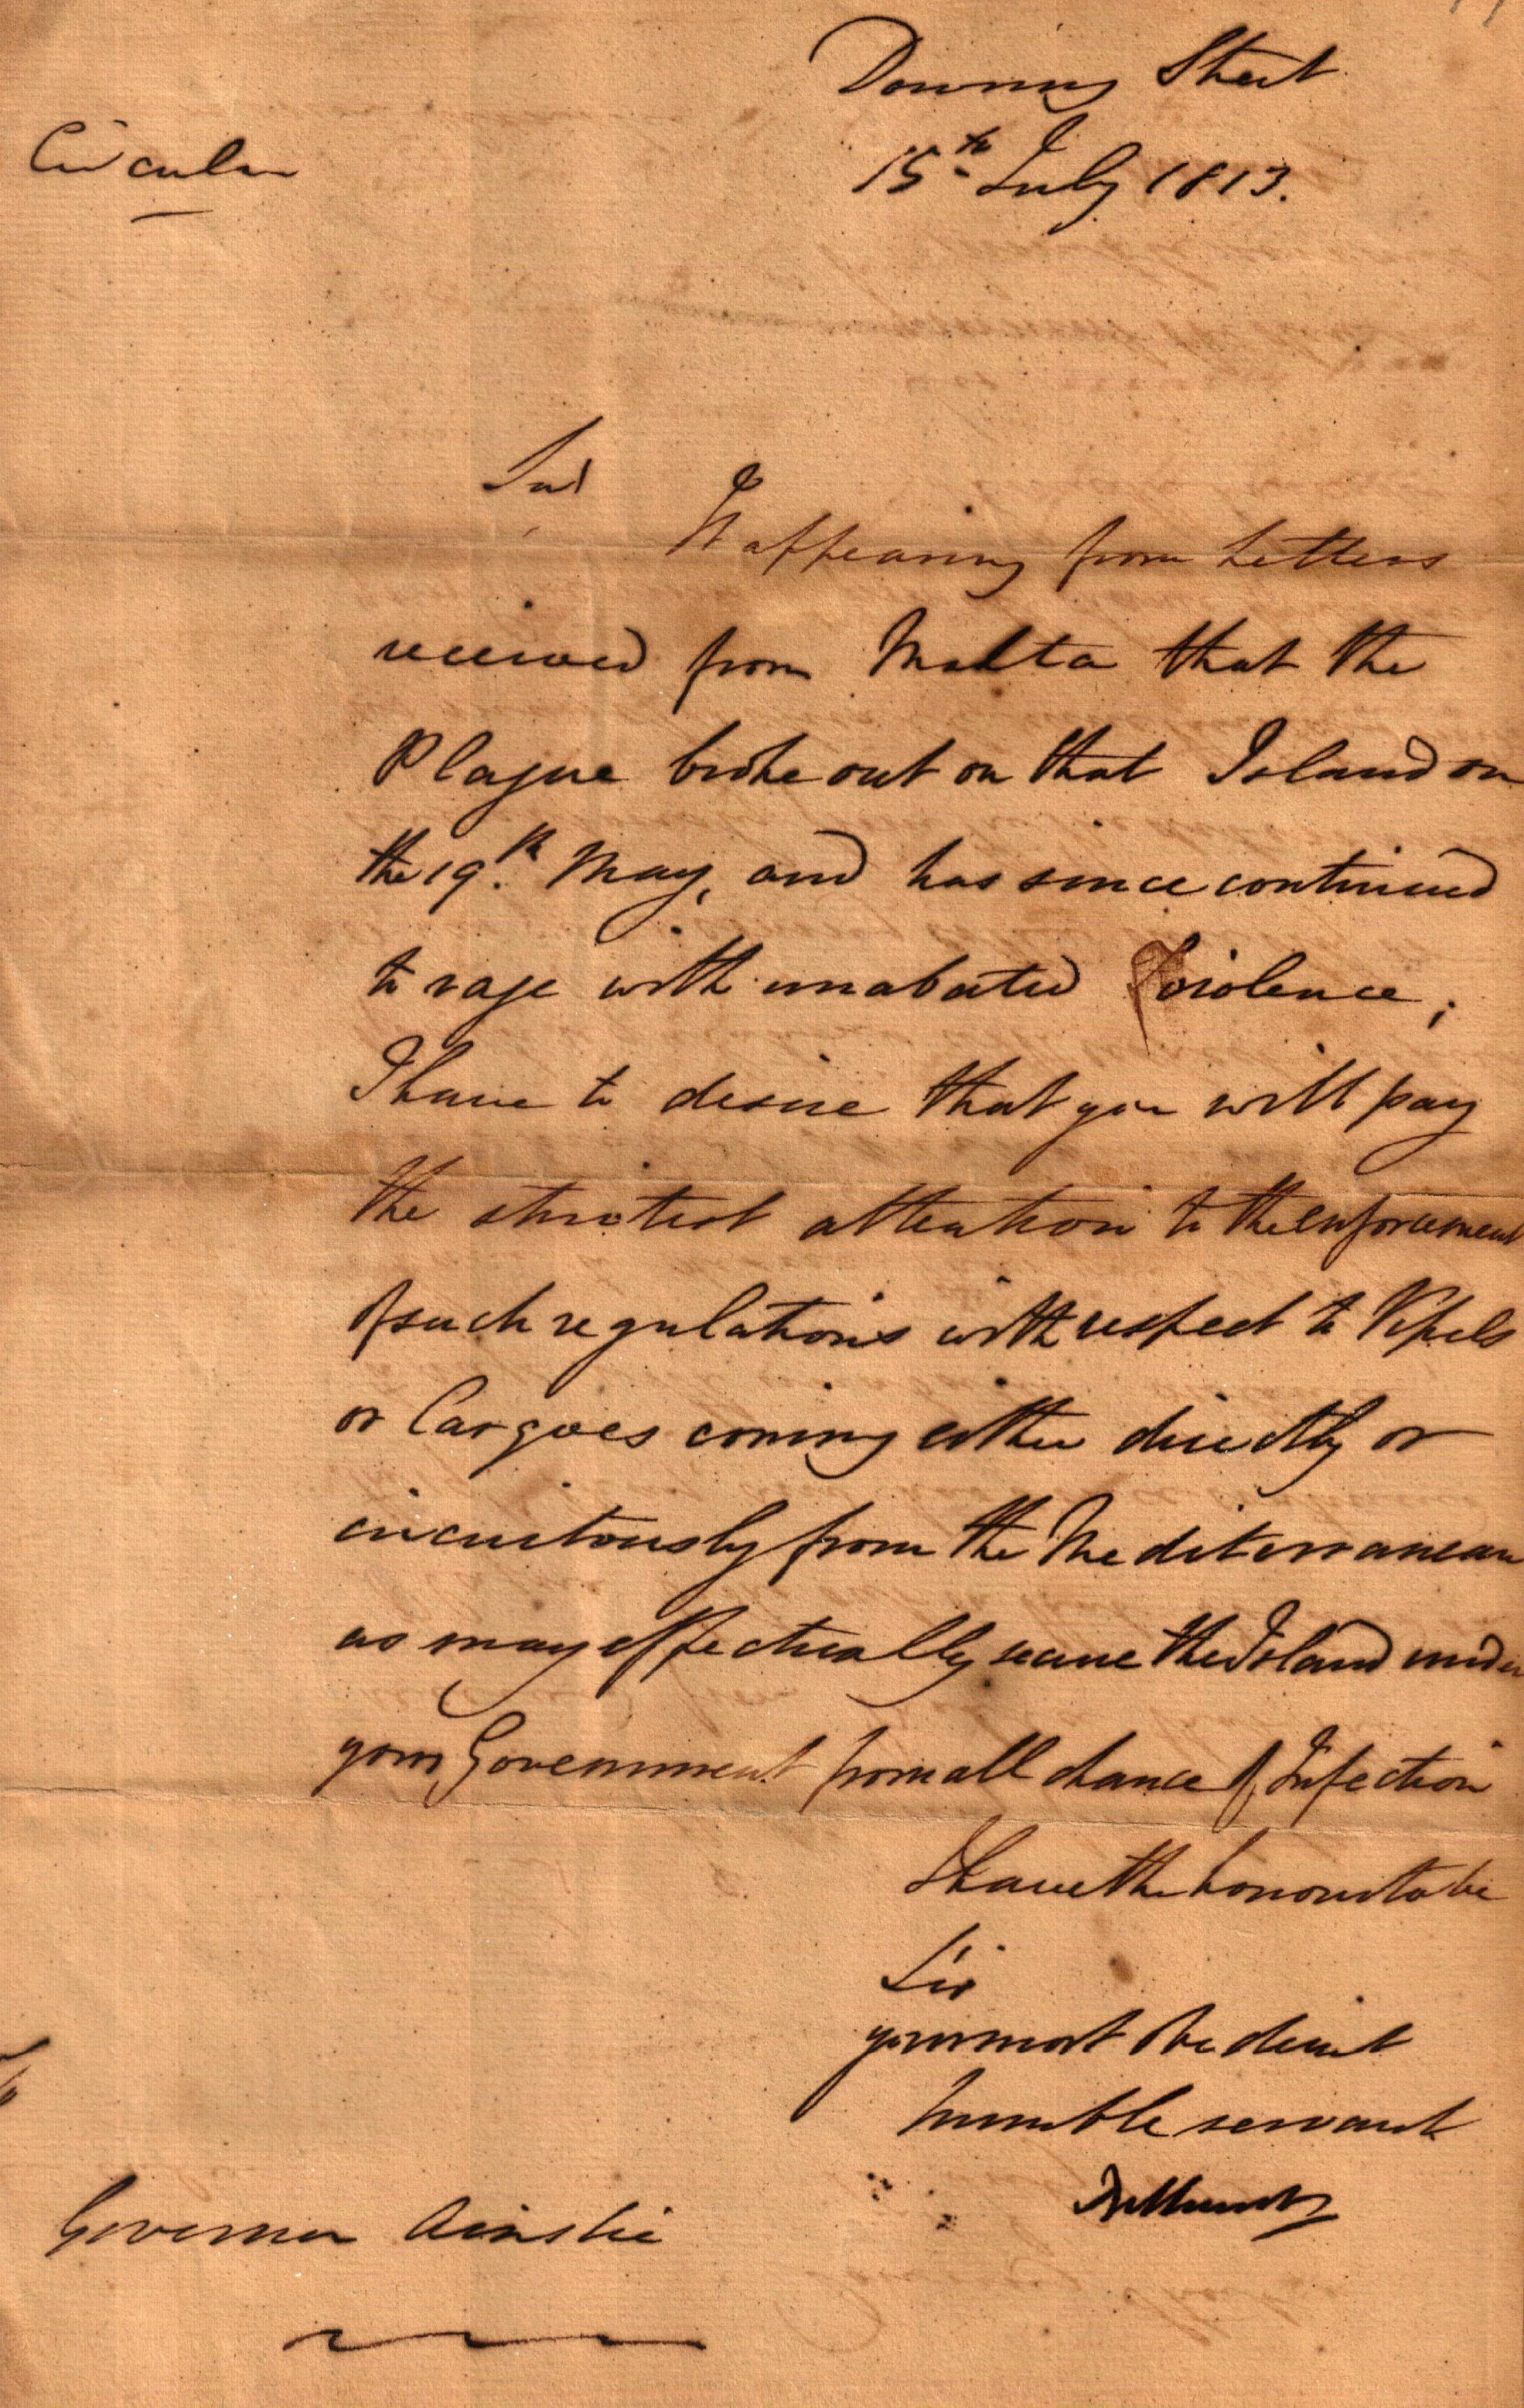 Downing Street
15th July 1813.
Circular
Sir
It appearing from Letters
received from Malta that the
Plague broke out on that Island on
the 19th May, and has since continued
to rage with unabated violence;
I have to desire that you will pay
the strictest attention to the enforcement
of such regulations with respect to Vessels
or Cargoes coming either directly or
circuitously from the Mediterranean
as may effectually secure the Island under
your Government from all chance of Infection
I have the honour to be
Sir
your most obedient
humble servant
Bathurst
Governor Ainslie